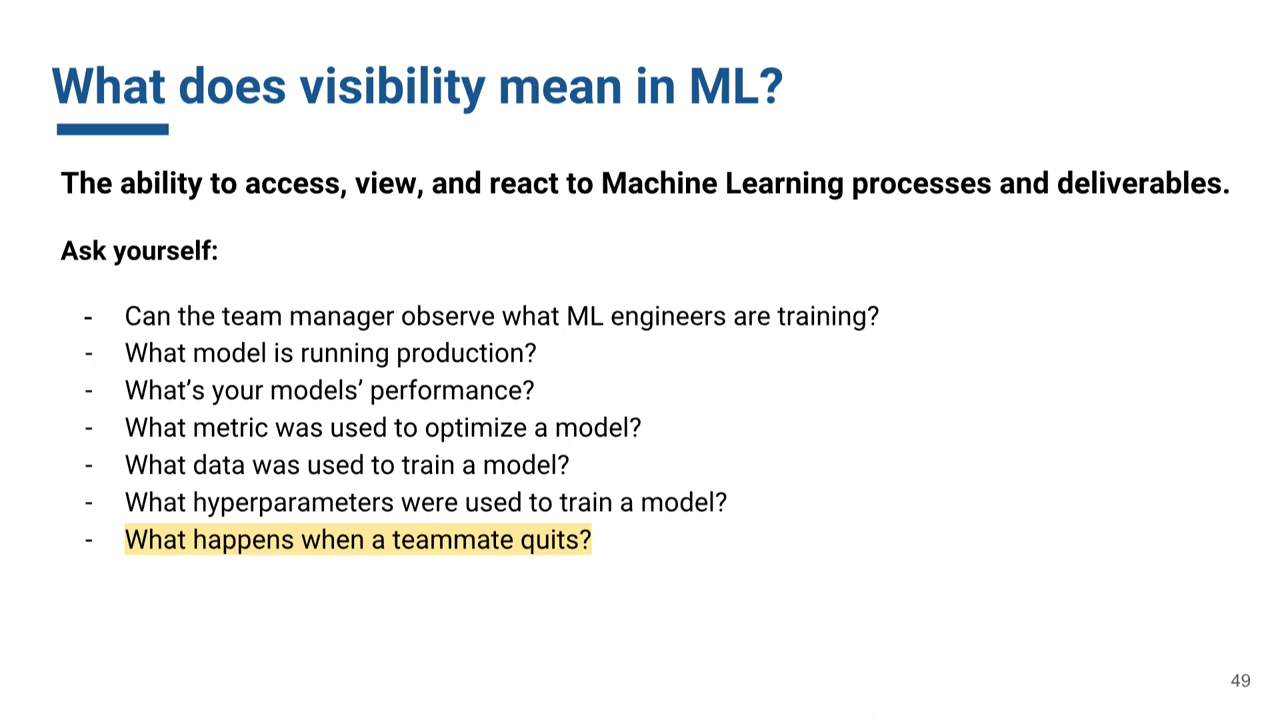 What does visibility mean in ML?
The ability to access, view, and react to Machine Learning processes and deliverables.
Ask yourself:
- Can the team manager observe what ML engineers are training?
- What model is running production?
- What’s your models’ performance?
- What metric was used to optimize a model?
- What data was used to train a model?
- What hyperparameters were used to train a model?
- What happens when a teammate quits?
49